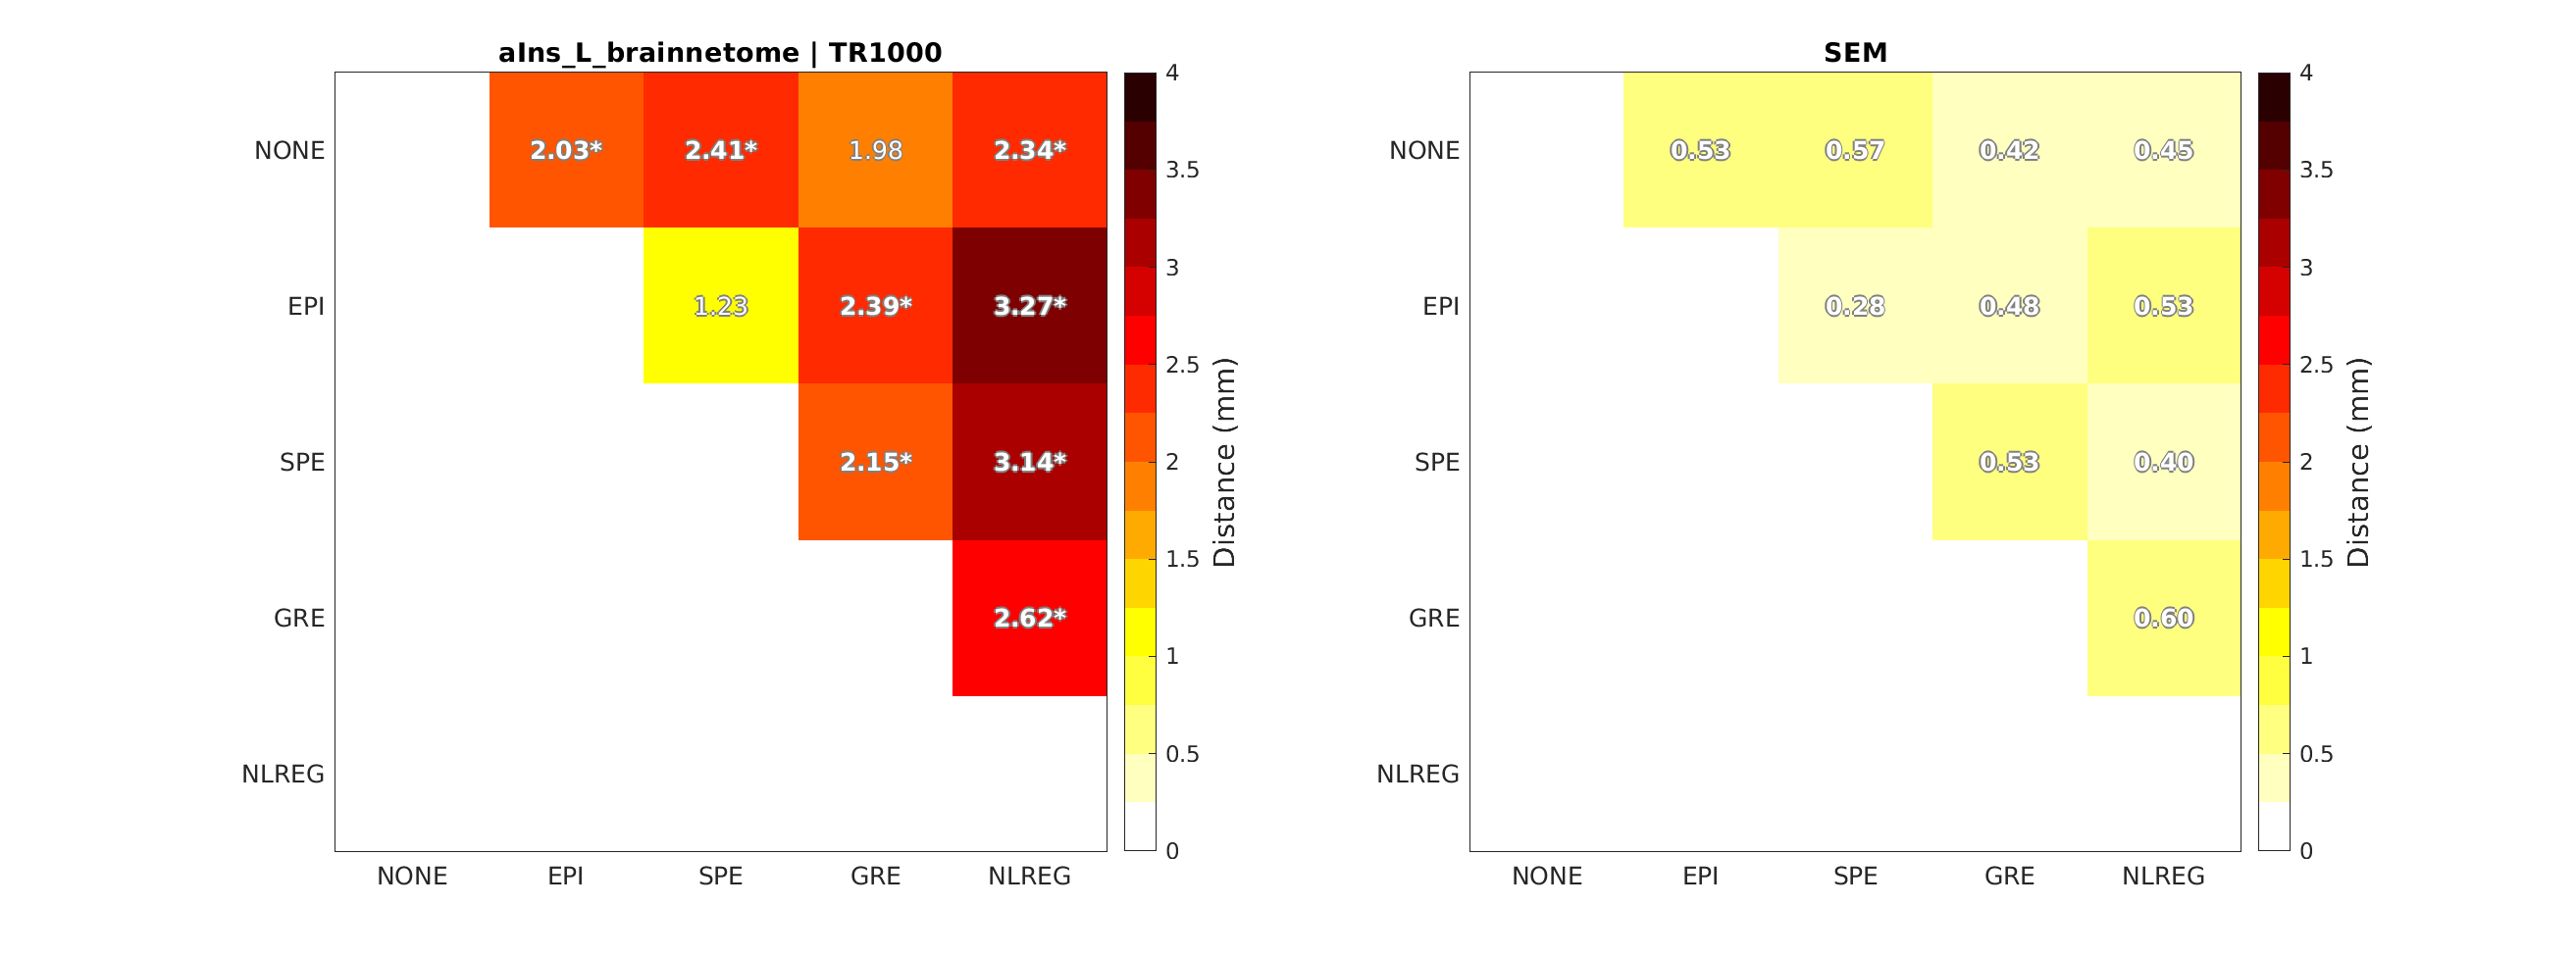 aIns_L_brainnetome | TR1000
NONE 2.03* 2.41* 1.98 2.34*
EPI 1.23 2.39* 3.27*
SPE 2.15* 3.14*
GRE 2.62*
NLREG
NONE EPI SPE GRE NLREG
4
3.5
3
2.5
2
1.5
1
0.5
0
Distance (mm)
SEM
NONE 0.53 0.57 0.42 0.45
EPI 0.28 0.48 0.53
SPE 0.53 0.40
GRE 0.60
NLREG
NONE EPI SPE GRE NLREG
4
3.5
3
2.5
2
1.5
1
0.5
0
Distance (mm)